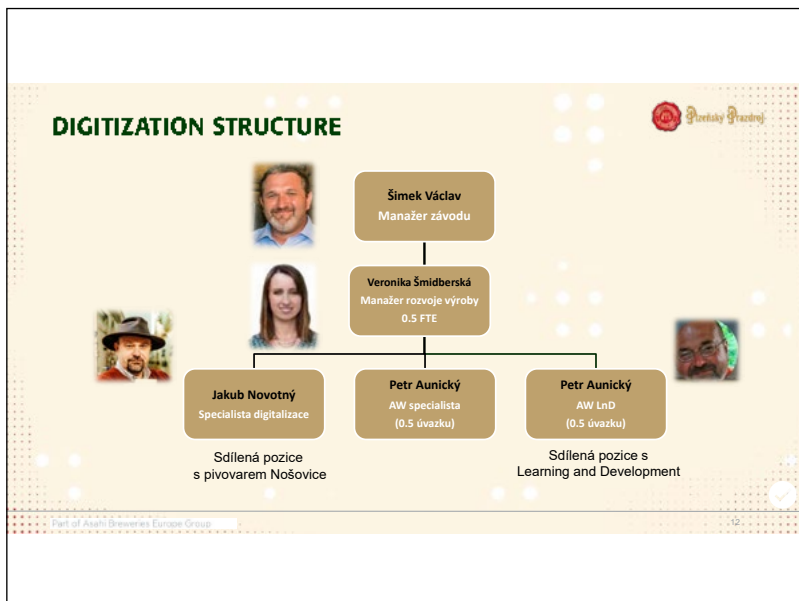 DIGITIZATION STRUCTURE
Plzeňský Prazdroj
Šimek Václav
Manažer závodu
Veronika Šmidberská
Manažer rozvoje výroby
0.5 FTE
Jakub Novotný
Specialista digitalizace
Petr Aunický
AW specialista
(0.5 úvazku)
Petr Aunický
AW LnD
(0.5 úvazku)
Sdílená pozice
s pivovarem Nošovice
Sdílená pozice s
Learning and Development
Part of Asahi Breweries Europe Group
12